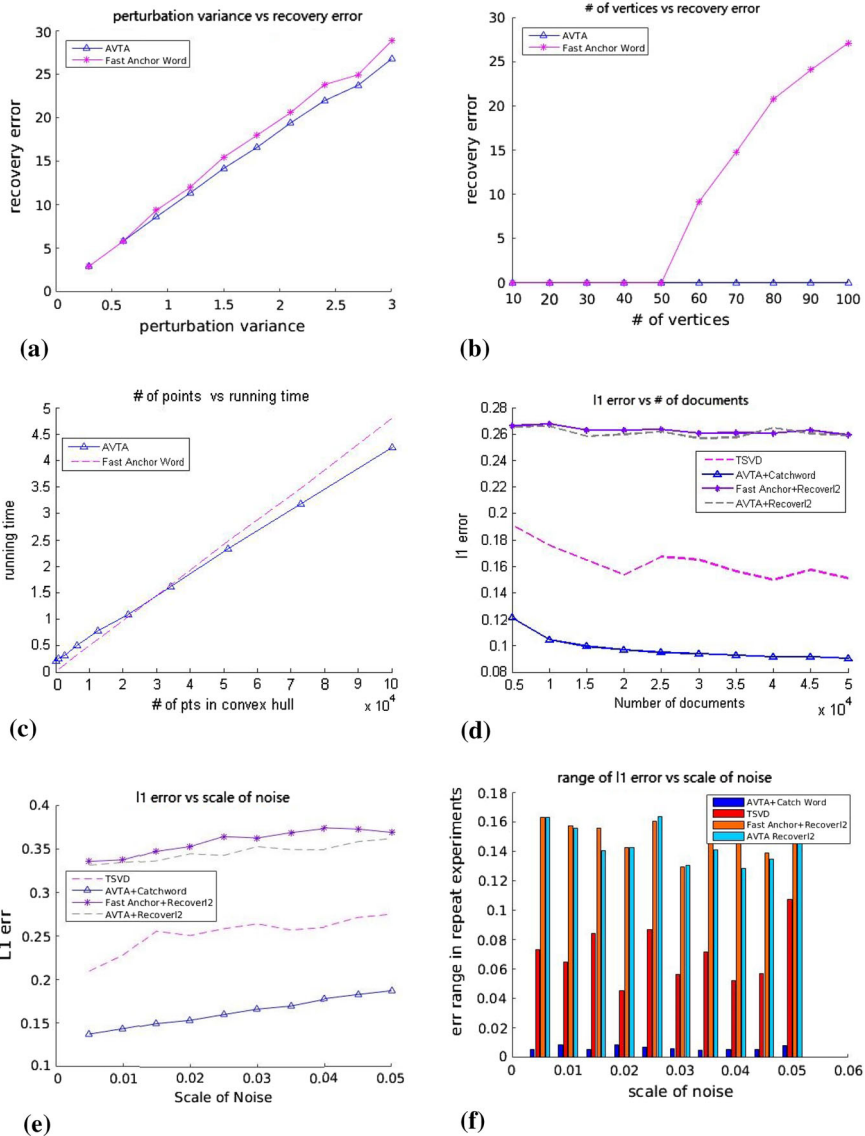 perturbation variance vs recovery error
30
25
20
15
10
5
0
recovery error
AVTA
Fast Anchor Word
0 0.5 1 1.5 2 2.5 3
perturbation variance
(a)
# of vertices vs recovery error
30
25
20
15
10
5
0
recovery error
AVTA
Fast Anchor Word
10 20 30 40 50 60 70 80 90 100
# of vertices
(b)
# of points vs running time
5
4.5
4
3.5
3
2.5
2
1.5
1
0.5
0
running time
AVTA
Fast Anchor Word
0 1 2 3 4 5 6 7 8 9 10
# of pts in convex hull
x 10^4
(c)
l1 error vs # of documents
0.28
0.26
0.24
0.22
0.2
0.18
0.16
0.14
0.12
0.1
0.08
l1 error
TSVD
AVTA+Catchword
Fast Anchor+Recoverl2
AVTA+Recoverl2
0.5 1 1.5 2 2.5 3 3.5 4 4.5 5
Number of documents
x 10^4
(d)
l1 error vs scale of noise
0.4
0.35
0.3
0.25
0.2
0.15
0.1
L1 err
TSVD
AVTA+Catchword
Fast Anchor+Recoverl2
AVTA+Recoverl2
0 0.01 0.02 0.03 0.04 0.05
Scale of Noise
(e)
range of l1 error vs scale of noise
0.18
0.16
0.14
0.12
0.1
0.08
0.06
0.04
0.02
0
err range in repeat experiments
AVTA+Catch Word
TSVD
Fast Anchor+Recoverl2
AVTA Recoverl2
0 0.01 0.02 0.03 0.04 0.05 0.06
scale of noise
(f)